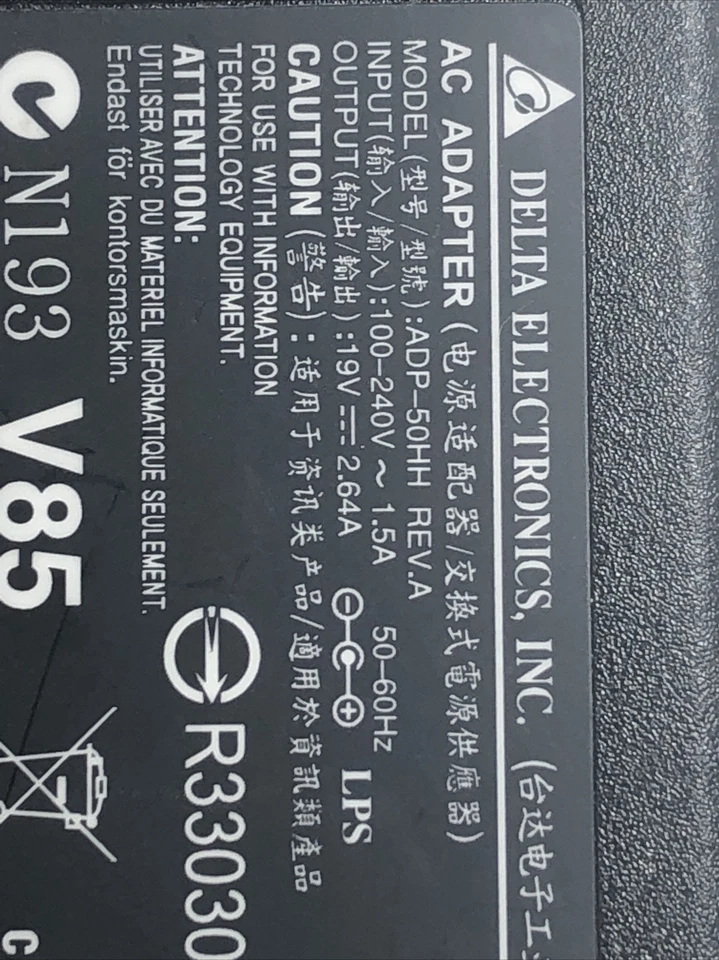 DELTA ELECTRONICS, INC. (台达电子工
AC ADAPTER (电源适配器/交换式電源供應器)
MODEL (型号/型號):ADP-50HH REV.A
INPUT(输入/輸入):100-240V ~ 1.5A 50-60Hz
OUTPUT(输出/輸出):19V ⎓ 2.64A LPS
CAUTION (警告): 适用于资讯类产品/適用於資訊類產品
FOR USE WITH INFORMATION
TECHNOLOGY EQUIPMENT.
ATTENTION:
UTILISER AVEC DU MATERIEL INFORMATIQUE SEULEMENT.
Endast för kontorsmaskin.
R33030
N193
V85
c